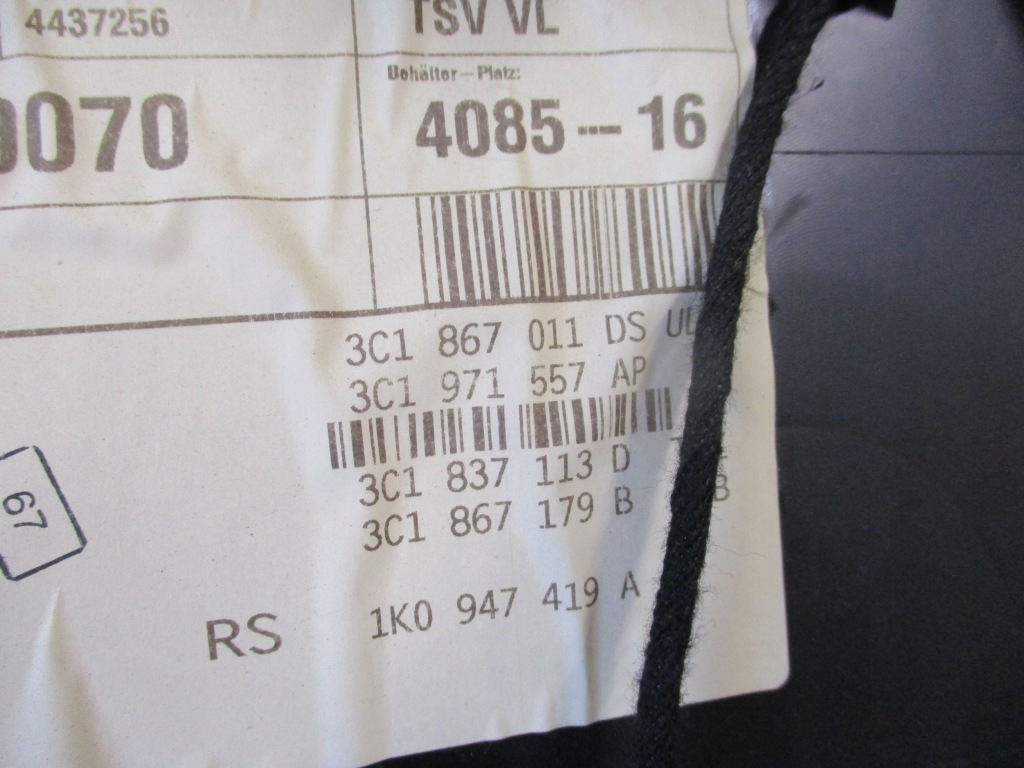 4437256
TSV VL
Behälter-Platz:
0070
4085-16
3C1 867 011 DS
3C1 971 557 AP
3C1 837 113 D
3C1 867 179 B
67
RS 1K0 947 419 A